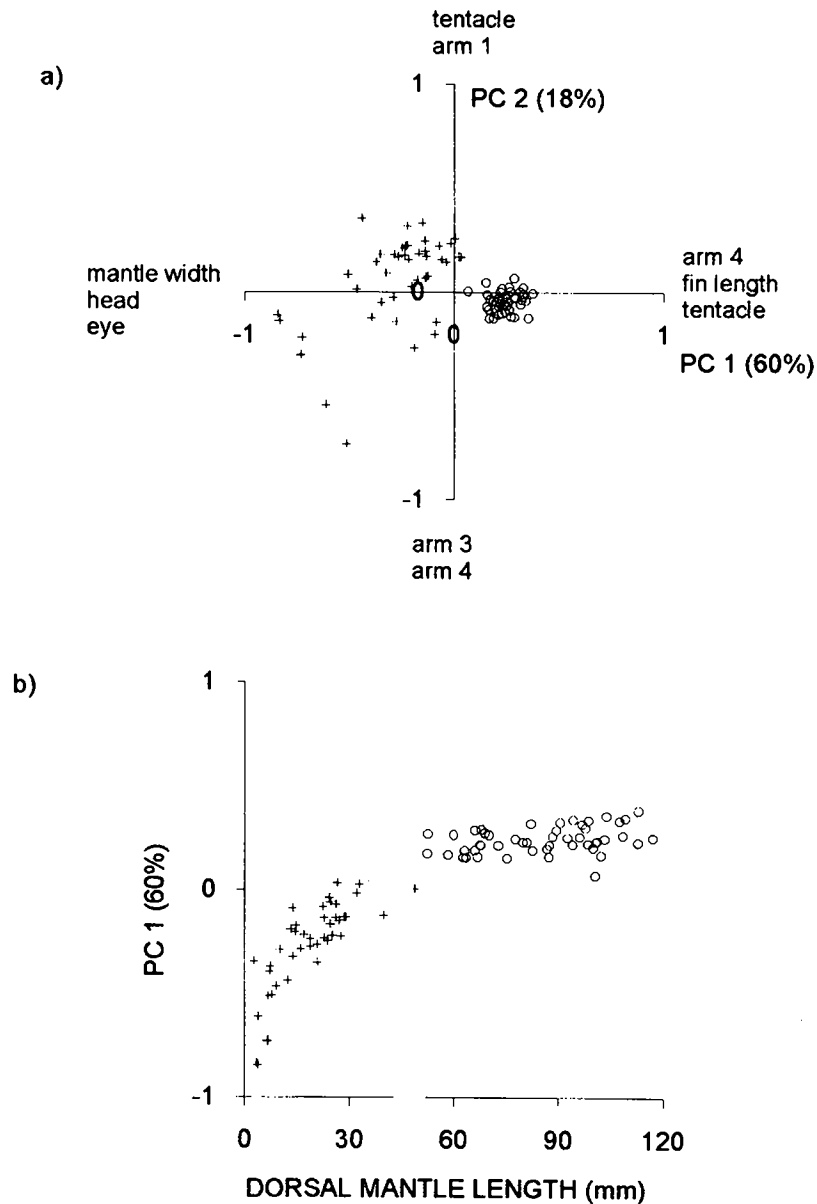 a)
tentacle
arm 1
1
PC 2 (18%)
mantle width
head
eye
arm 4
fin length
tentacle
0
-1
0
1
PC 1 (60%)
-1
arm 3
arm 4
b)
1
0
-1
PC 1 (60%)
0 30 60 90 120
DORSAL MANTLE LENGTH (mm)